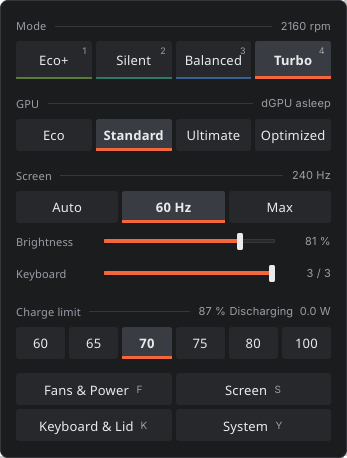 Mode 2160 rpm
Eco+ 1 Silent 2 Balanced 3 Turbo 4
GPU dGPU asleep
Eco Standard Ultimate Optimized
Screen 240 Hz
Auto 60 Hz Max
Brightness 81 %
Keyboard 3 / 3
Charge limit 87 % Discharging 0.0 W
60 65 70 75 80 100
Fans & Power F Screen S
Keyboard & Lid K System Y